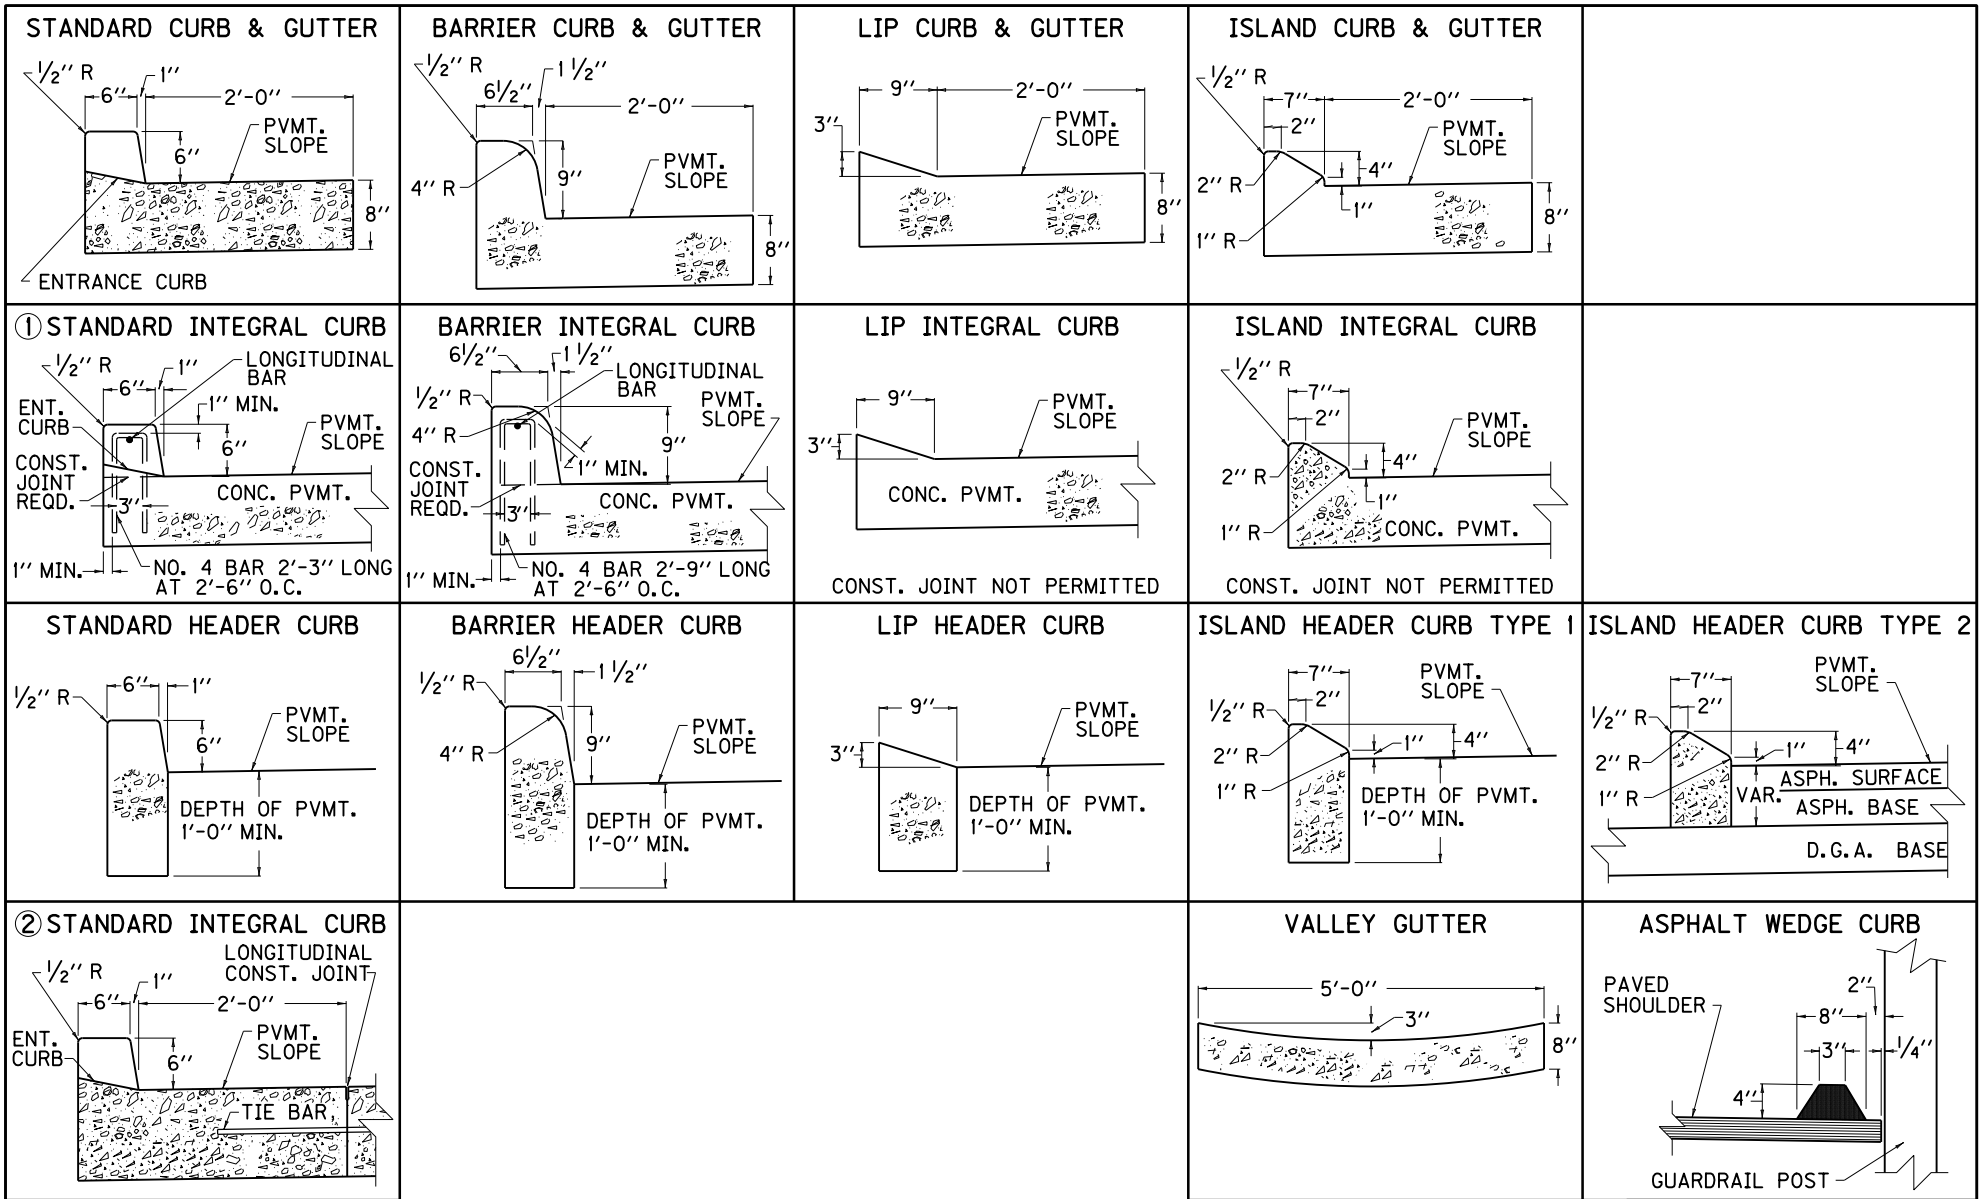 STANDARD CURB & GUTTER
1/2" R
1"
6"
2'-0"
PVMT.
SLOPE
6"
8"
ENTRANCE CURB
BARRIER CURB & GUTTER
1/2" R
1 1/2"
6 1/2"
2'-0"
PVMT.
SLOPE
4" R
9"
8"
LIP CURB & GUTTER
9"
2'-0"
3"
PVMT.
SLOPE
8"
ISLAND CURB & GUTTER
1/2" R
7"
2'-0"
2"
PVMT.
SLOPE
4"
2" R
1"
8"
1" R
① STANDARD INTEGRAL CURB
1/2" R
1"
LONGITUDINAL
BAR
6"
1" MIN.
ENT.
CURB
PVMT.
SLOPE
6"
CONST.
JOINT
REQD.
CONC. PVMT.
3"
1" MIN.
NO. 4 BAR 2'-3" LONG
AT 2'-6" O.C.
BARRIER INTEGRAL CURB
6 1/2"
1 1/2"
LONGITUDINAL
BAR
1/2" R
PVMT.
SLOPE
4" R
9"
1" MIN.
CONST.
JOINT
REQD.
CONC. PVMT.
3"
1" MIN.
NO. 4 BAR 2'-9" LONG
AT 2'-6" O.C.
LIP INTEGRAL CURB
9"
PVMT.
SLOPE
3"
CONC. PVMT.
CONST. JOINT NOT PERMITTED
ISLAND INTEGRAL CURB
1/2" R
7"
2"
PVMT.
SLOPE
4"
2" R
1"
1" R
CONC. PVMT.
CONST. JOINT NOT PERMITTED
STANDARD HEADER CURB
6"
1"
1/2" R
PVMT.
SLOPE
6"
DEPTH OF PVMT.
1'-0" MIN.
BARRIER HEADER CURB
6 1/2"
1 1/2"
1/2" R
PVMT.
SLOPE
4" R
9"
DEPTH OF PVMT.
1'-0" MIN.
LIP HEADER CURB
9"
PVMT.
SLOPE
3"
DEPTH OF PVMT.
1'-0" MIN.
ISLAND HEADER CURB TYPE 1
7"
PVMT.
SLOPE
2"
1/2" R
1"
4"
2" R
1" R
DEPTH OF PVMT.
1'-0" MIN.
ISLAND HEADER CURB TYPE 2
PVMT.
SLOPE
7"
2"
1/2" R
1"
4"
2" R
ASPH. SURFACE
1" R
VAR.
ASPH. BASE
D.G.A. BASE
② STANDARD INTEGRAL CURB
LONGITUDINAL
CONST. JOINT
1/2" R
1"
6"
2'-0"
ENT.
CURB
PVMT.
SLOPE
6"
TIE BAR,
VALLEY GUTTER
5'-0"
3"
8"
ASPHALT WEDGE CURB
PAVED
SHOULDER
2"
8"
3"
1/4"
4"
GUARDRAIL POST